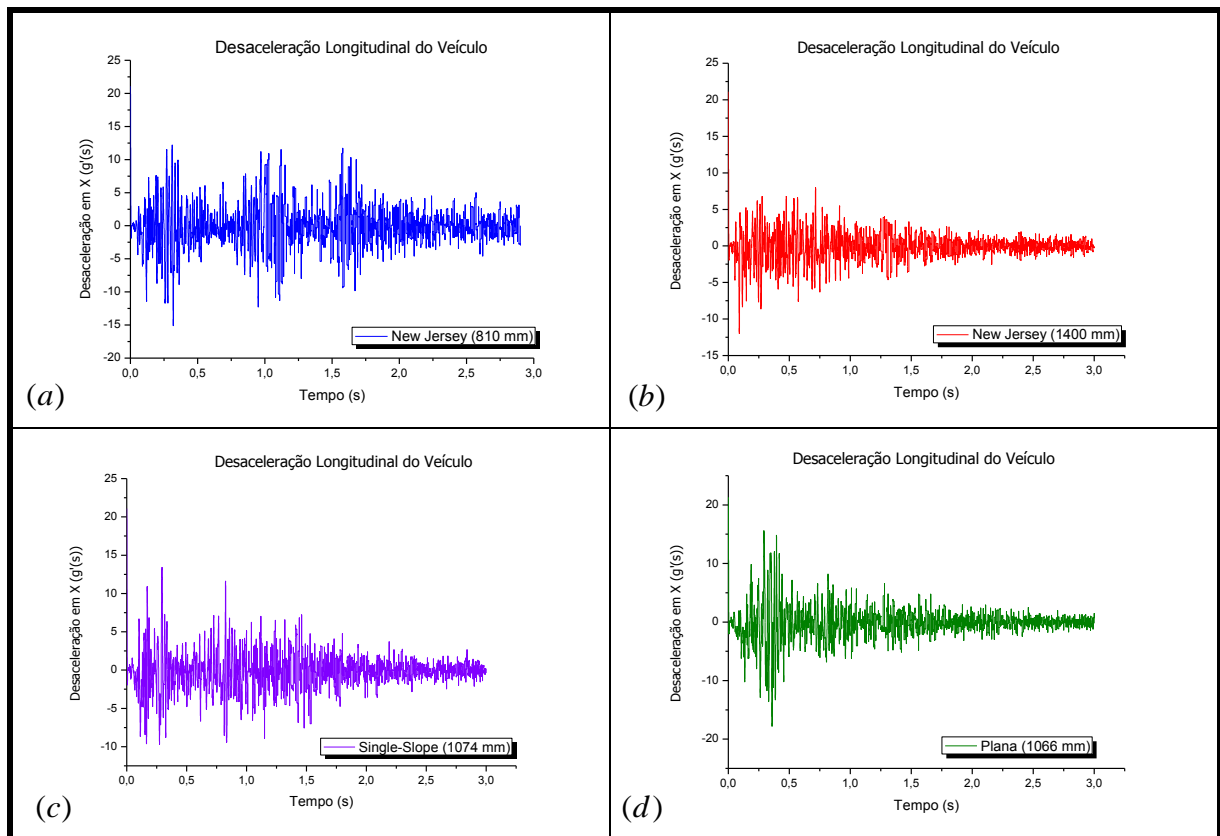 Desaceleração Longitudinal do Veículo
Desaceleração em X (g'(s))
25
20
15
10
5
0
-5
-10
-15
-20
0,0 0,5 1,0 1,5 2,0 2,5 3,0
Tempo (s)
New Jersey (810 mm)
(a)
Desaceleração Longitudinal do Veículo
Desaceleração em X (g'(s))
25
20
15
10
5
0
-5
-10
-15
0,0 0,5 1,0 1,5 2,0 2,5 3,0
Tempo (s)
New Jersey (1400 mm)
(b)
Desaceleração Longitudinal do Veículo
Desaceleração em X (g'(s))
25
20
15
10
5
0
-5
-10
0,0 0,5 1,0 1,5 2,0 2,5 3,0
Tempo (s)
Single-Slope (1074 mm)
(c)
Desaceleração Longitudinal do Veículo
Desaceleração em X (g'(s))
20
10
0
-10
-20
0,0 0,5 1,0 1,5 2,0 2,5 3,0
Tempo (s)
Plana (1066 mm)
(d)